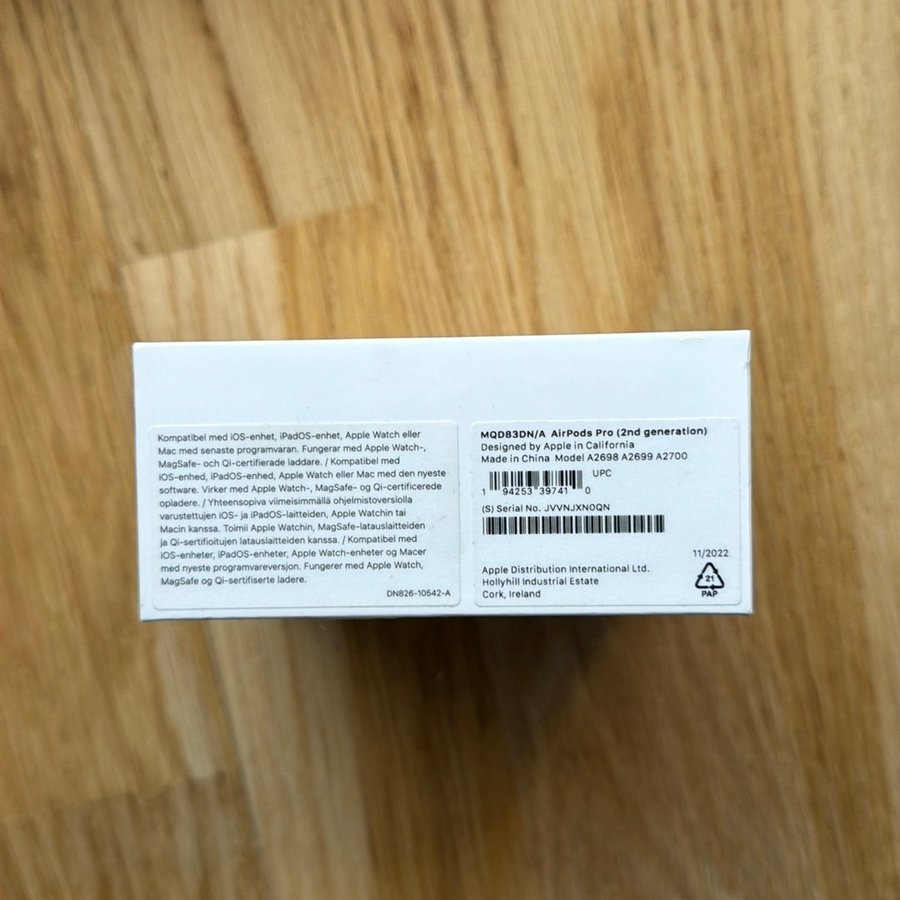 Kompatibel med iOS-enhet, iPadOS-enhet, Apple Watch eller
Mac med senaste programvaran. Fungerar med Apple Watch-,
MagSafe- och Qi-certifierade laddare. / Kompatibel med
iOS-enhed, iPadOS-enhed, Apple Watch eller Mac med den nyeste
software. Virker med Apple Watch-, MagSafe- og Qi-certificerede
opladere. / Yhteensopiva viimeisimmällä ohjelmistoversiolla
varustettujen iOS- ja iPadOS-laitteiden, Apple Watchin tai
Macin kanssa. Toimii Apple Watchin, MagSafe-latauslaitteiden
ja Qi-sertifioitujen latauslaitteiden kanssa. / Kompatibel med
iOS-enheter, iPadOS-enheter, Apple Watch-enheter og Macer
med nyeste programvareversjon. Fungerer med Apple Watch,
MagSafe og Qi-sertifiserte ladere.
DN826-10542-A
MQD83DN/A AirPods Pro (2nd generation)
Designed by Apple in California
Made in China Model A2698 A2699 A2700
UPC
1 94253 39741 0
(S) Serial No. JVVNJXN0QN
11/2022
Apple Distribution International Ltd.
Hollyhill Industrial Estate
Cork, Ireland
21
PAP